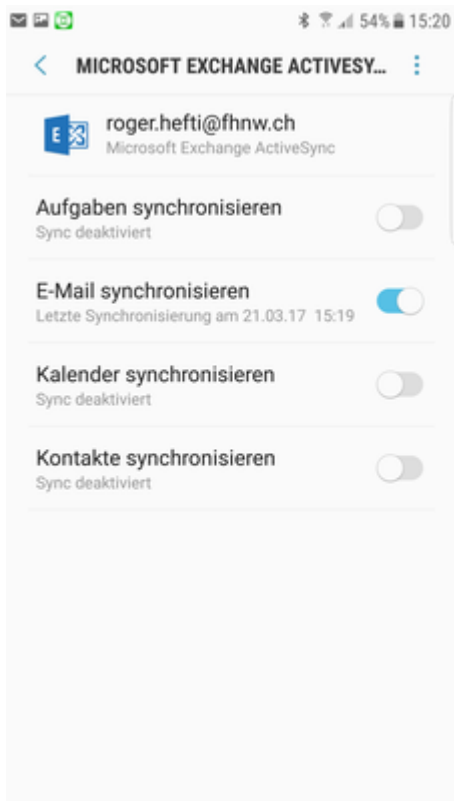 54% 15:20
MICROSOFT EXCHANGE ACTIVESY...
roger.hefti@fhnw.ch
Microsoft Exchange ActiveSync
Aufgaben synchronisieren
Sync deaktiviert
E-Mail synchronisieren
Letzte Synchronisierung am 21.03.17 15:19
Kalender synchronisieren
Sync deaktiviert
Kontakte synchronisieren
Sync deaktiviert